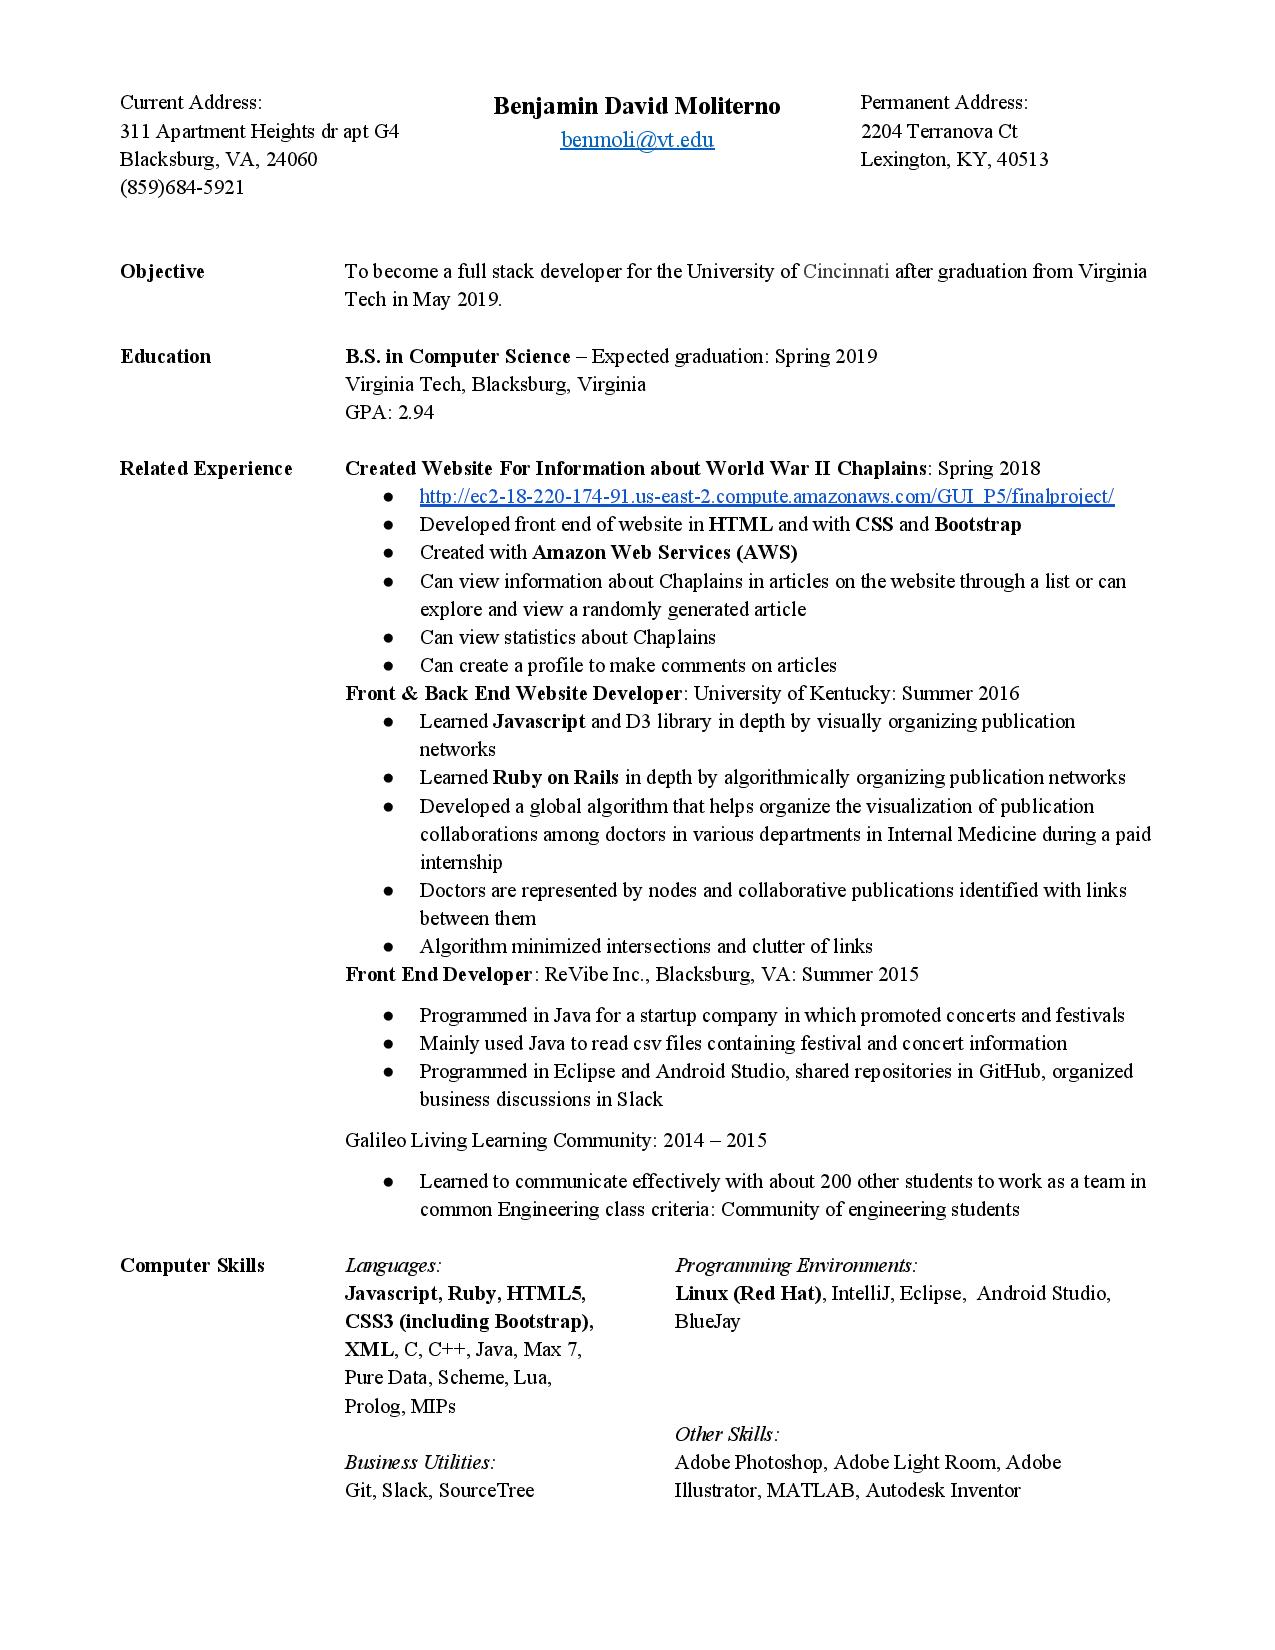 Current Address:
311 Apartment Heights dr apt G4
Blacksburg, VA, 24060
(859)684-5921
Benjamin David Moliterno
benmoli@vt.edu
Permanent Address:
2204 Terranova Ct
Lexington, KY, 40513
Objective
To become a full stack developer for the University of Cincinnati after graduation from Virginia
Tech in May 2019.
Education
B.S. in Computer Science – Expected graduation: Spring 2019
Virginia Tech, Blacksburg, Virginia
GPA: 2.94
Related Experience
Created Website For Information about World War II Chaplains: Spring 2018
● http://ec2-18-220-174-91.us-east-2.compute.amazonaws.com/GUI_P5/finalproject/
● Developed front end of website in HTML and with CSS and Bootstrap
● Created with Amazon Web Services (AWS)
● Can view information about Chaplains in articles on the website through a list or can
explore and view a randomly generated article
● Can view statistics about Chaplains
● Can create a profile to make comments on articles
Front & Back End Website Developer: University of Kentucky: Summer 2016
● Learned Javascript and D3 library in depth by visually organizing publication
networks
● Learned Ruby on Rails in depth by algorithmically organizing publication networks
● Developed a global algorithm that helps organize the visualization of publication
collaborations among doctors in various departments in Internal Medicine during a paid
internship
● Doctors are represented by nodes and collaborative publications identified with links
between them
● Algorithm minimized intersections and clutter of links
Front End Developer: ReVibe Inc., Blacksburg, VA: Summer 2015
● Programmed in Java for a startup company in which promoted concerts and festivals
● Mainly used Java to read csv files containing festival and concert information
● Programmed in Eclipse and Android Studio, shared repositories in GitHub, organized
business discussions in Slack
Galileo Living Learning Community: 2014 – 2015
● Learned to communicate effectively with about 200 other students to work as a team in
common Engineering class criteria: Community of engineering students
Computer Skills
Languages:
Javascript, Ruby, HTML5,
CSS3 (including Bootstrap),
XML, C, C++, Java, Max 7,
Pure Data, Scheme, Lua,
Prolog, MIPs
Business Utilities:
Git, Slack, SourceTree
Programming Environments:
Linux (Red Hat), IntelliJ, Eclipse, Android Studio,
BlueJay
Other Skills:
Adobe Photoshop, Adobe Light Room, Adobe
Illustrator, MATLAB, Autodesk Inventor